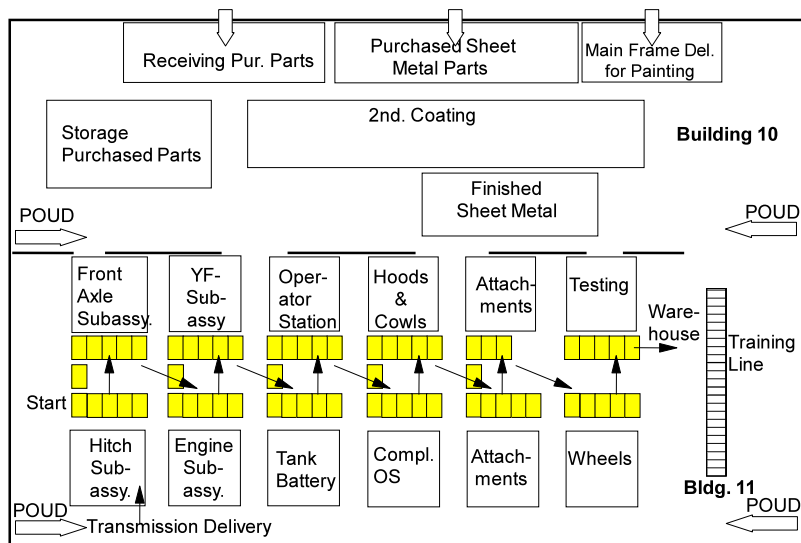 Receiving Pur. Parts
Purchased Sheet
Metal Parts
Main Frame Del.
for Painting
Storage
Purchased Parts
2nd. Coating
Building 10
Finished
Sheet Metal
POUD
POUD
Front
Axle
Subassy.
YF-
Sub-
assy
Oper-
ator
Station
Hoods
&
Cowls
Attach-
ments
Testing
Ware-
house
Training
Line
Start
Hitch
Sub-
assy.
Engine
Sub-
assy.
Tank
Battery
Compl.
OS
Attach-
ments
Wheels
Bldg. 11
POUD
Transmission Delivery
POUD